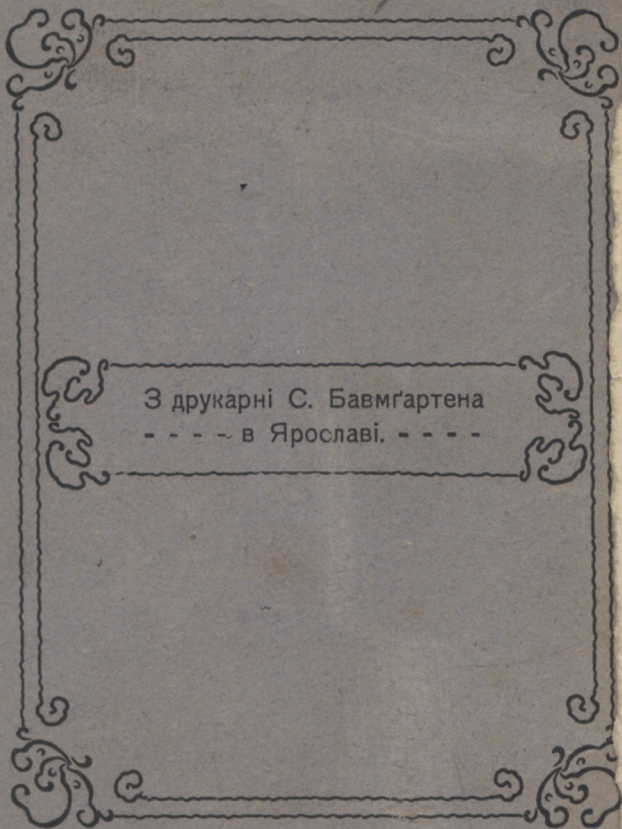 З друкарні С. Бавмґартена
- - - - в Ярославі. - - - -